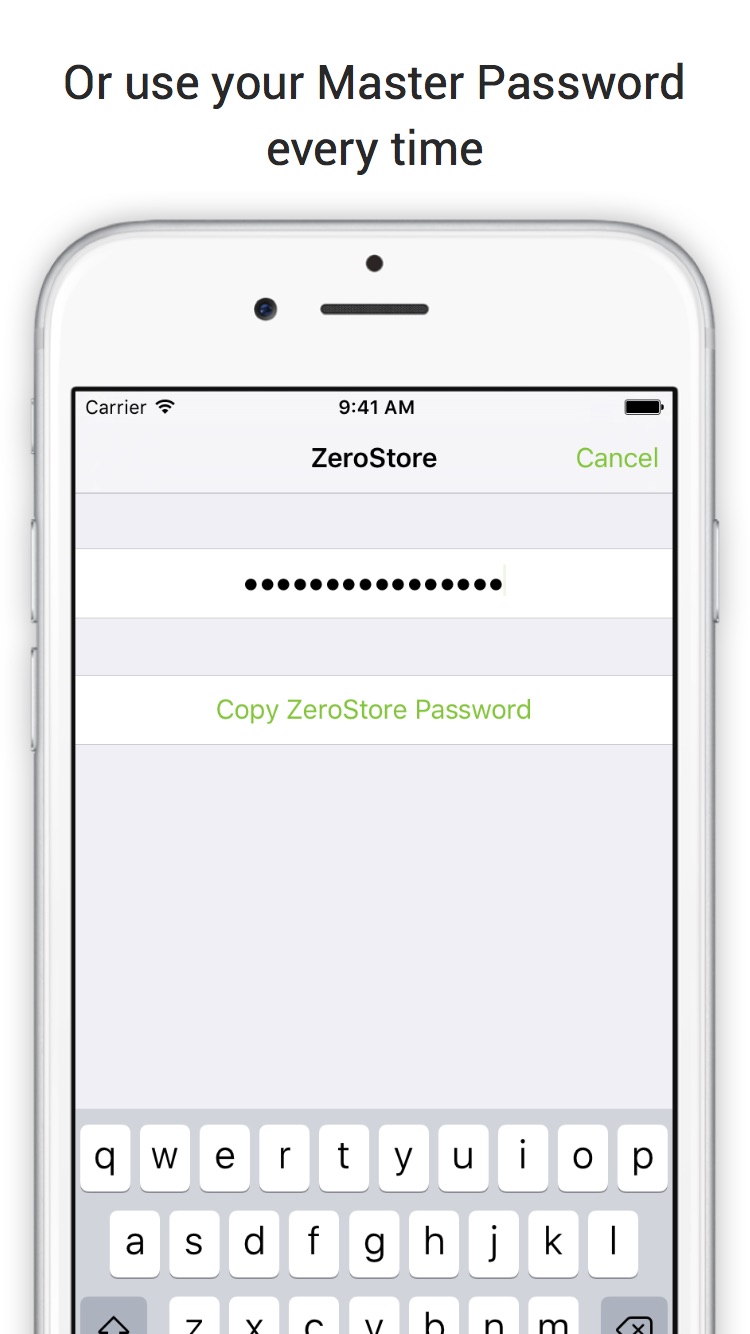 Or use your Master Password
every time
Carrier 9:41 AM
ZeroStore Cancel
••••••••••••••••
Copy ZeroStore Password
q w e r t y u i o p
a s d f g h j k l
z x c v b n m